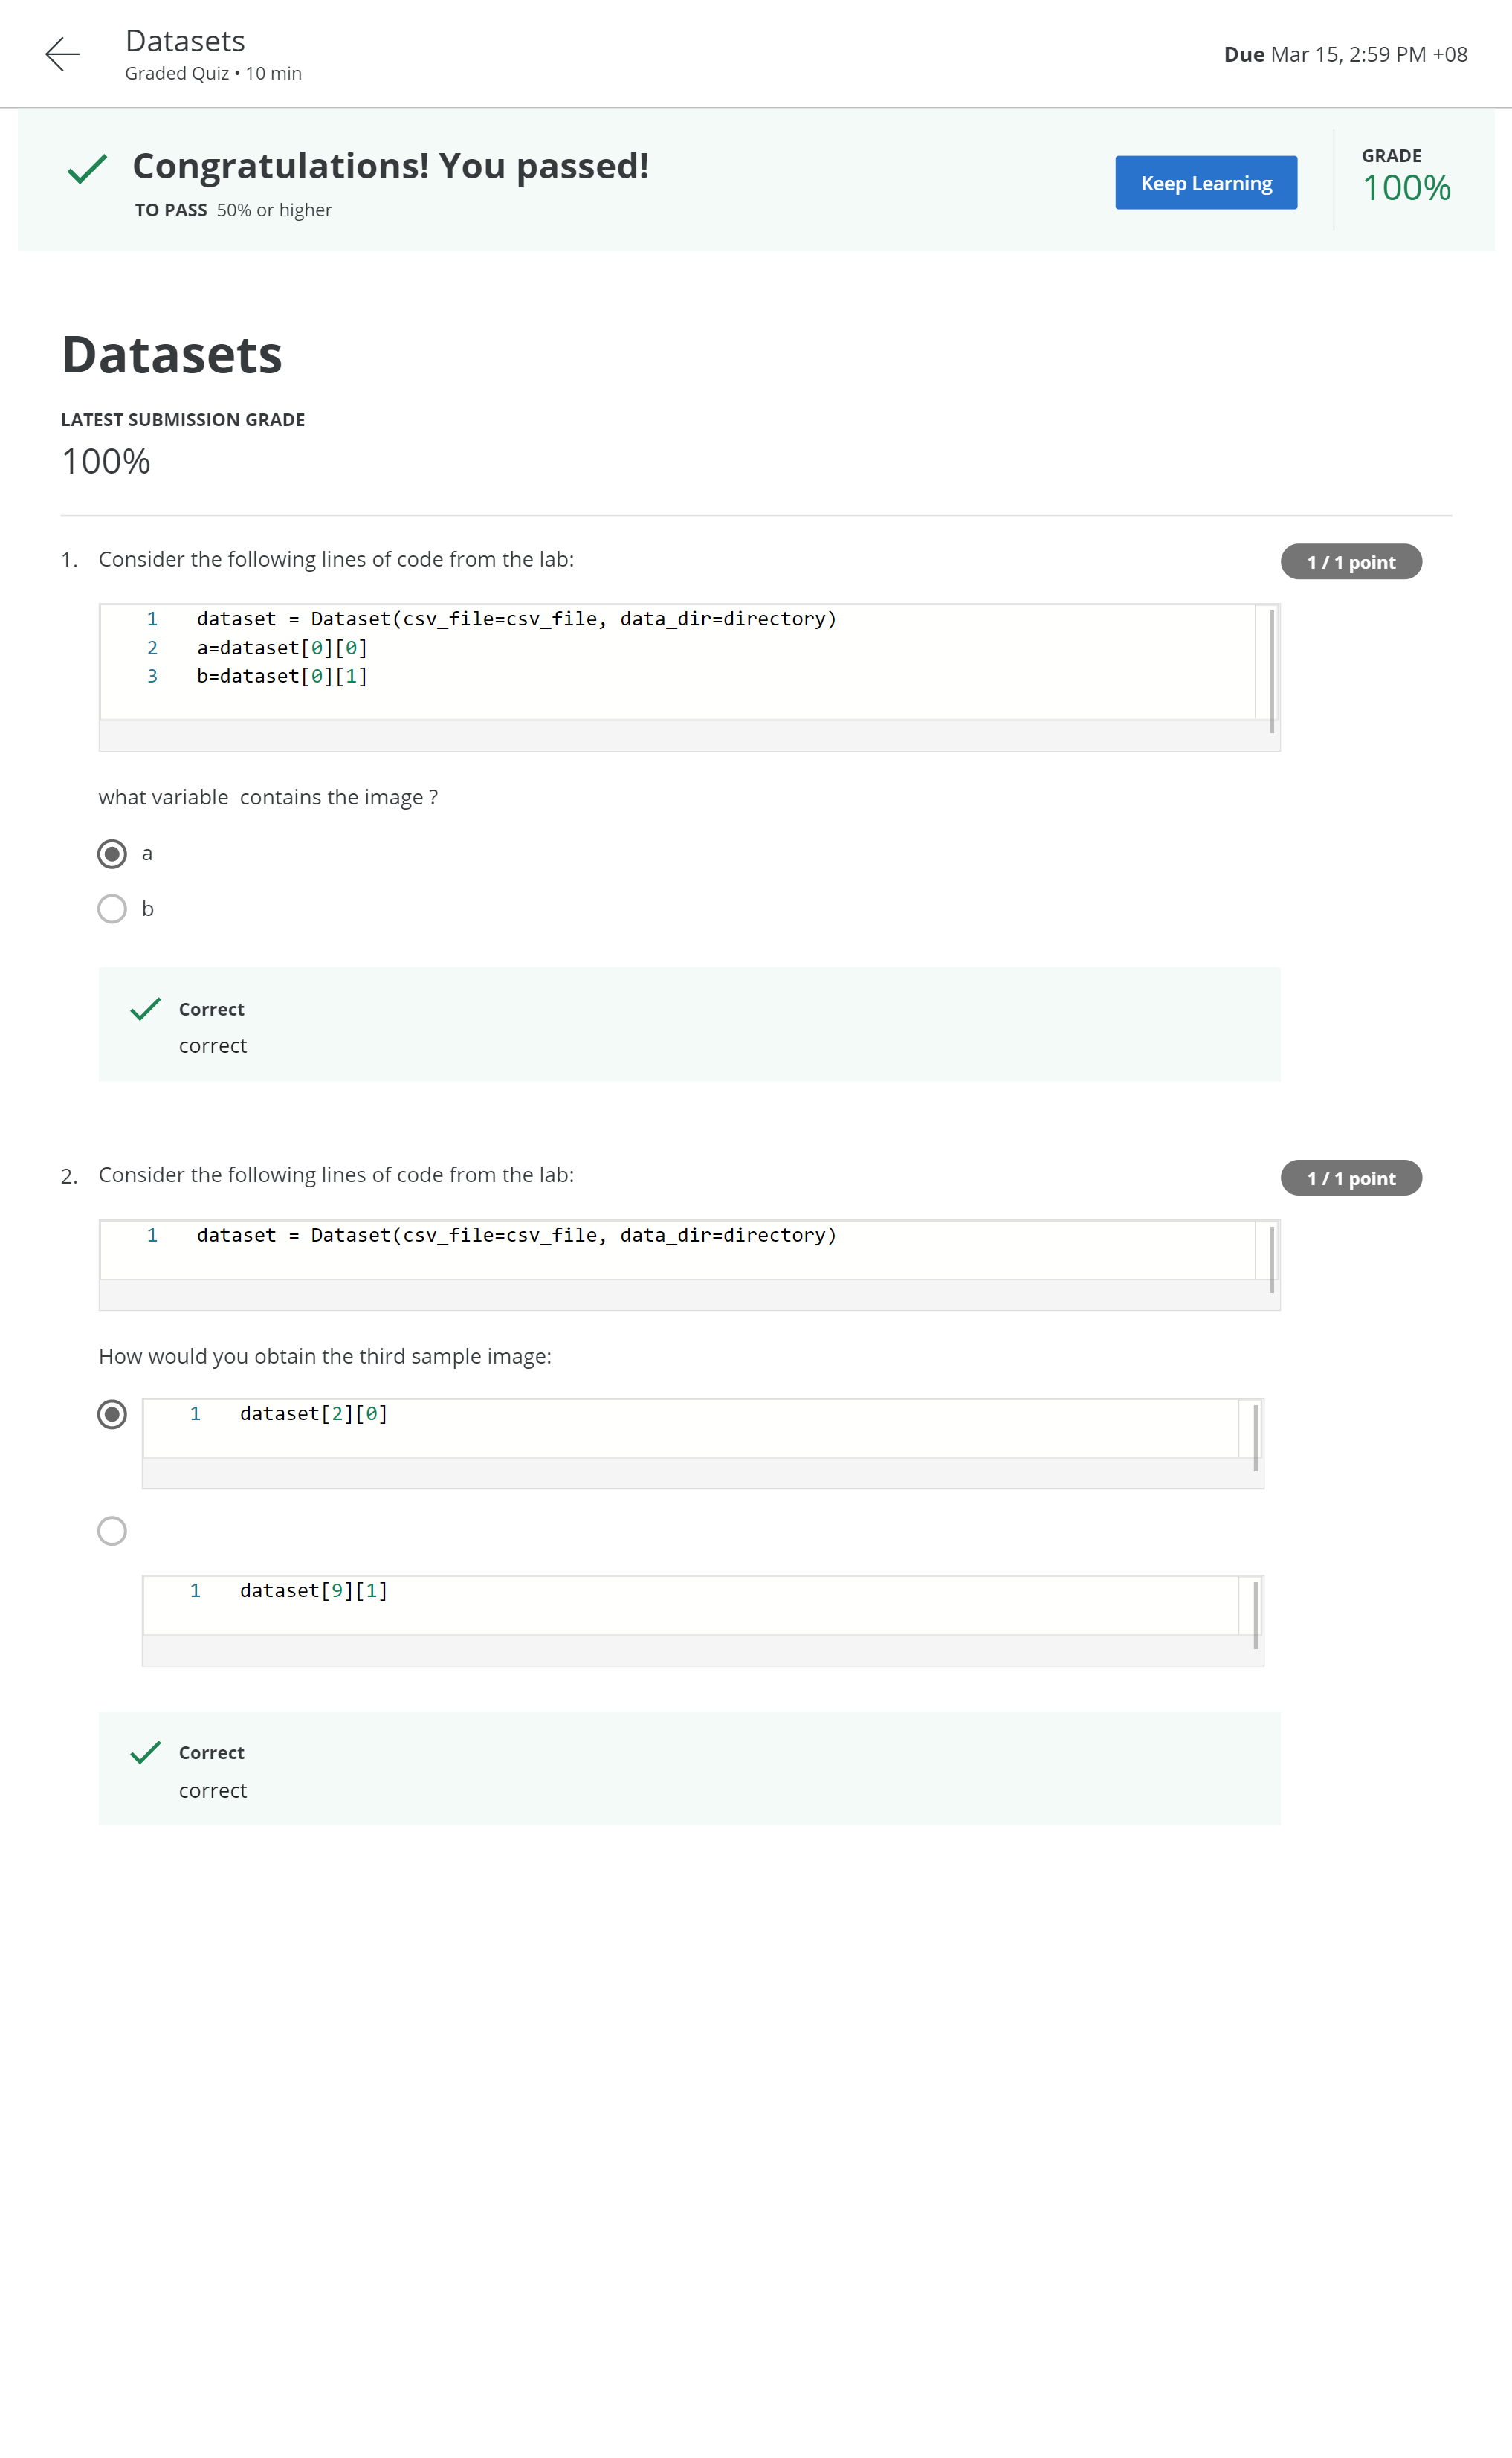 Datasets
Graded Quiz • 10 min
Due Mar 15, 2:59 PM +08
Congratulations! You passed!
TO PASS 50% or higher
Keep Learning
GRADE
100%
Datasets
LATEST SUBMISSION GRADE
100%
1. Consider the following lines of code from the lab:
1 / 1 point
1 dataset = Dataset(csv_file=csv_file, data_dir=directory)
2 a=dataset[0][0]
3 b=dataset[0][1]
what variable  contains the image ?
a
b
Correct
correct
2. Consider the following lines of code from the lab:
1 / 1 point
1 dataset = Dataset(csv_file=csv_file, data_dir=directory)
How would you obtain the third sample image:
1 dataset[2][0]
1 dataset[9][1]
Correct
correct